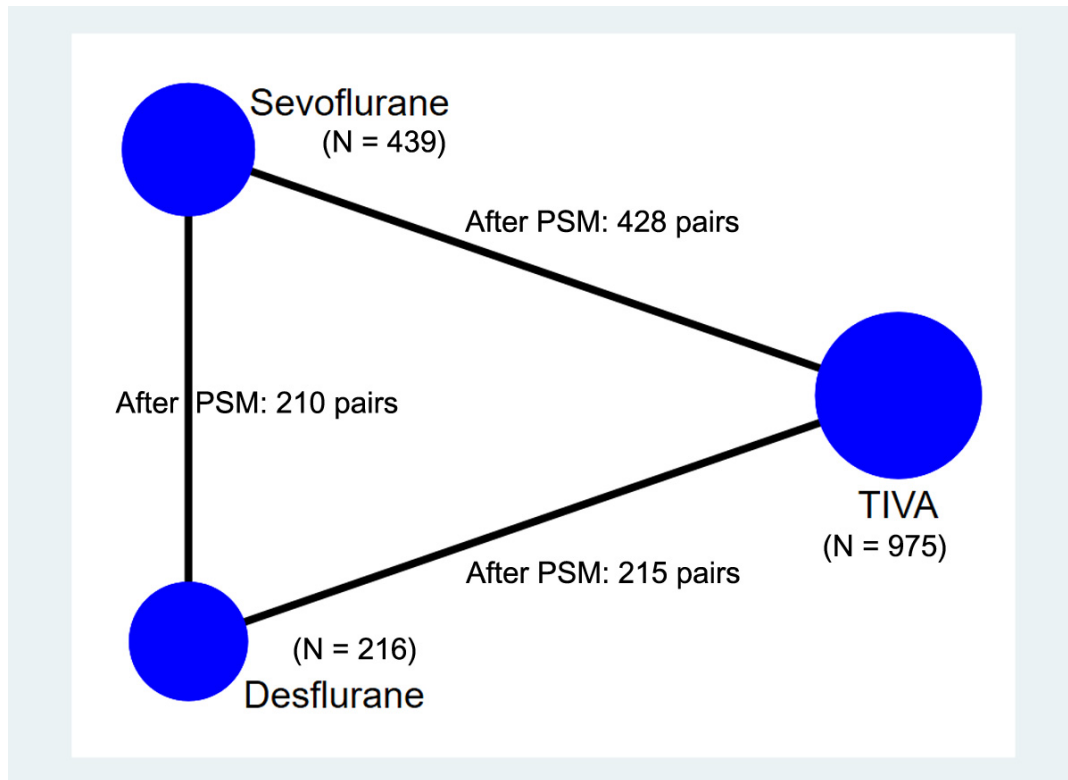 Sevoflurane
(N = 439)
After PSM: 428 pairs
After PSM: 210 pairs
TIVA
(N = 975)
After PSM: 215 pairs
(N = 216)
Desflurane